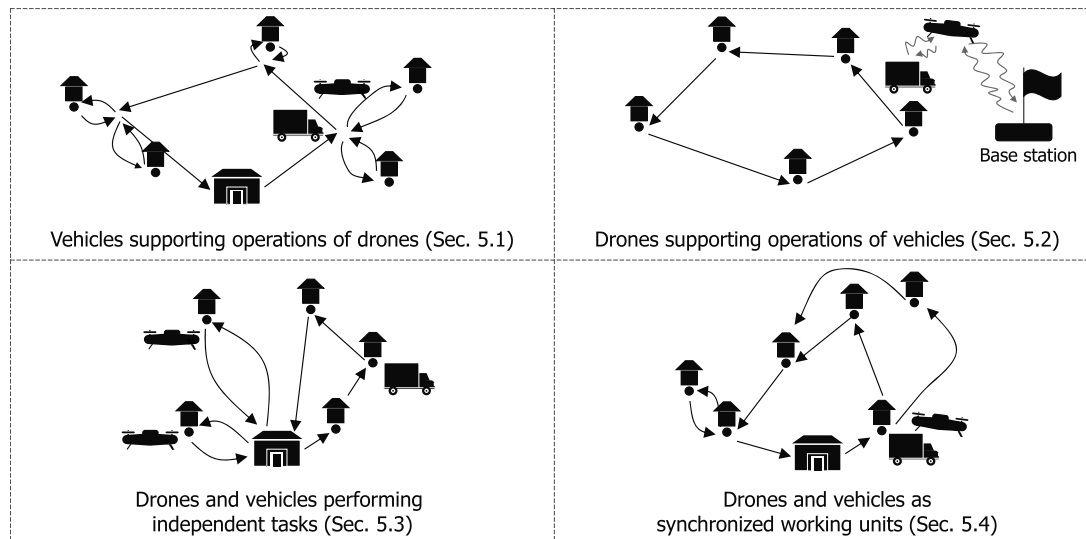 Base station
Vehicles supporting operations of drones (Sec. 5.1)
Drones supporting operations of vehicles (Sec. 5.2)
Drones and vehicles performing
independent tasks (Sec. 5.3)
Drones and vehicles as
synchronized working units (Sec. 5.4)